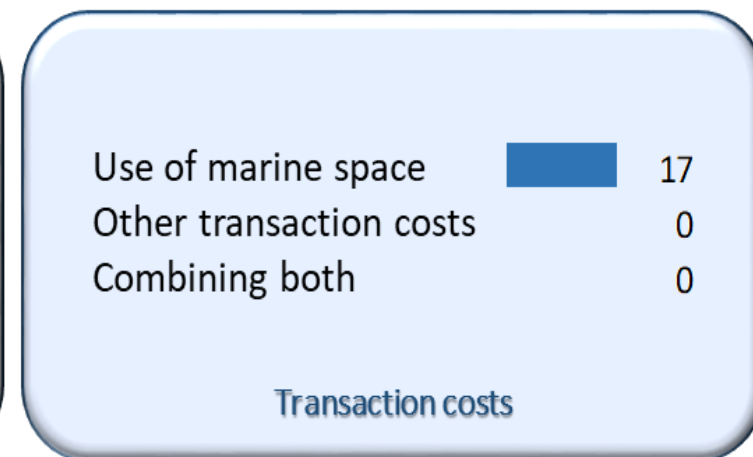 Use of marine space 17
Other transaction costs 0
Combining both 0
Transaction costs